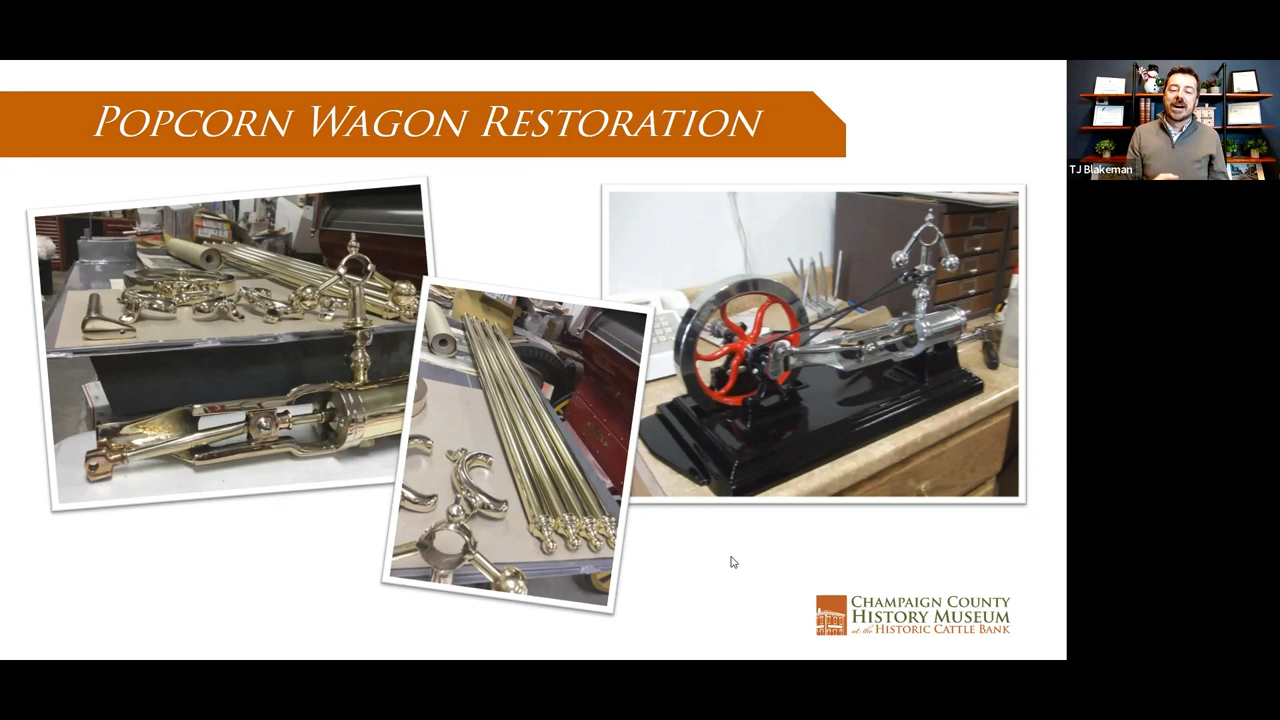 POPCORN WAGON RESTORATION
TJ Blakeman
CHAMPAIGN COUNTY
HISTORY MUSEUM
at the HISTORIC CATTLE BANK